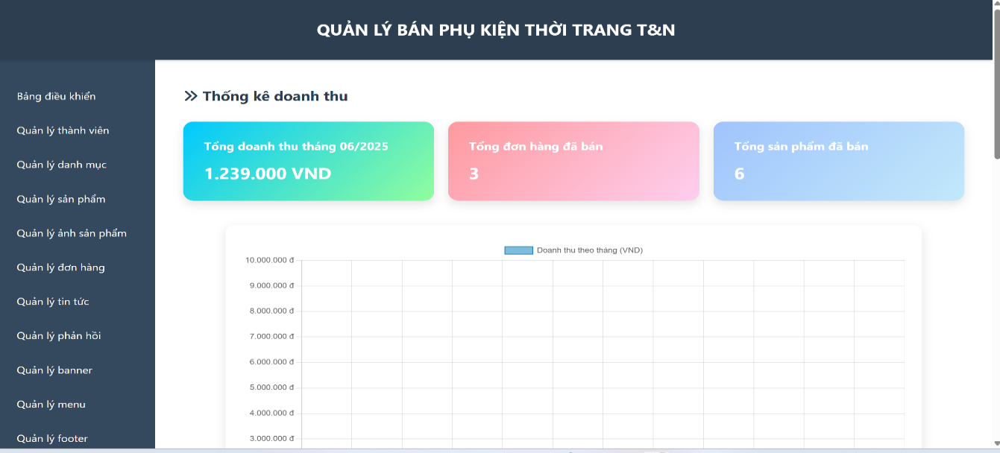 QUẢN LÝ BÁN PHỤ KIỆN THỜI TRANG T&N
Bảng điều khiển
Quản lý thành viên
Quản lý danh mục
Quản lý sản phẩm
Quản lý ảnh sản phẩm
Quản lý đơn hàng
Quản lý tin tức
Quản lý phản hồi
Quản lý banner
Quản lý menu
Quản lý footer
Thống kê doanh thu
Tổng doanh thu tháng 06/2025
1.239.000 VND
Tổng đơn hàng đã bán
3
Tổng sản phẩm đã bán
6
Doanh thu theo tháng (VND)
10.000.000 đ
9.000.000 đ
8.000.000 đ
7.000.000 đ
6.000.000 đ
5.000.000 đ
4.000.000 đ
3.000.000 đ